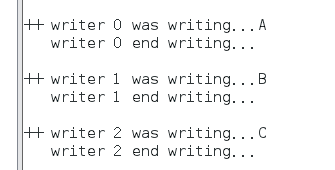 ++ writer 0 was writing...A
writer 0 end writing...
++ writer 1 was writing...B
writer 1 end writing...
++ writer 2 was writing...C
writer 2 end writing...